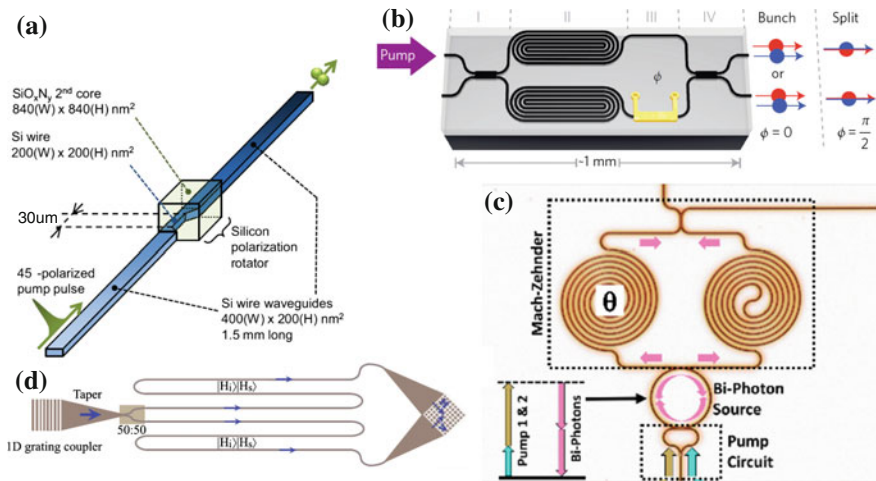 (a)
SiOxNy 2nd core
840(W) x 840(H) nm2
Si wire
200(W) x 200(H) nm2
30um
45 -polarized
pump pulse
Silicon
polarization
rotator
Si wire waveguides
400(W) x 200(H) nm2
1.5 mm long
(b)
I II III IV
Pump
ϕ
~1 mm
Bunch
or
ϕ = 0
Split
ϕ = π/2
(c)
Mach-Zehnder
θ
Bi-Photon
Source
Pump
Circuit
Pump 1 & 2
Bi-Photons
(d)
Taper
1D grating coupler
50:50
|Hi⟩|Hs⟩
|Hi⟩|Hs⟩